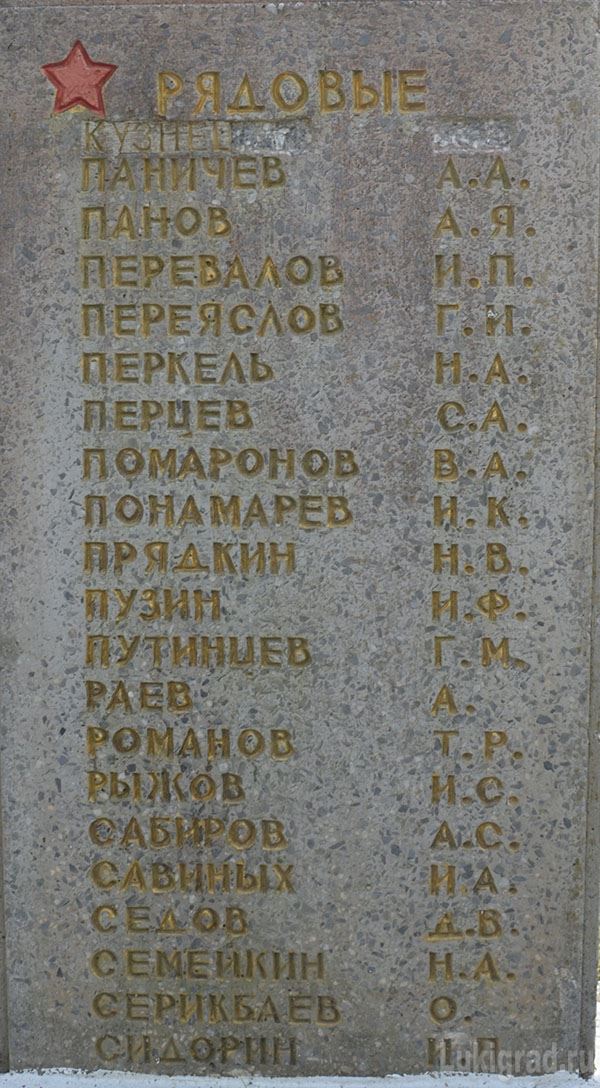 РЯДОВЫЕ
ПАНИЧЕВ А.А.
ПАНОВ А.Я.
ПЕРЕВАЛОВ И.П.
ПЕРЕЯСЛОВ Г.И.
ПЕРКЕЛЬ Н.А.
ПЕРЦЕВ С.А.
ПОМАРОНОВ В.А.
ПОНАМАРЕВ И.К.
ПРЯДКИН Н.В.
ПУЗИН И.Ф.
ПУТИНЦЕВ Г.М.
РАЕВ А.
РОМАНОВ Т.Р.
РЫЖОВ И.С.
САБИРОВ А.С.
САВИНЫХ И.А.
СЕДОВ Д.В.
СЕМЕЙКИН Н.А.
СЕРИКБАЕВ О.
СИДОРИН И.П.